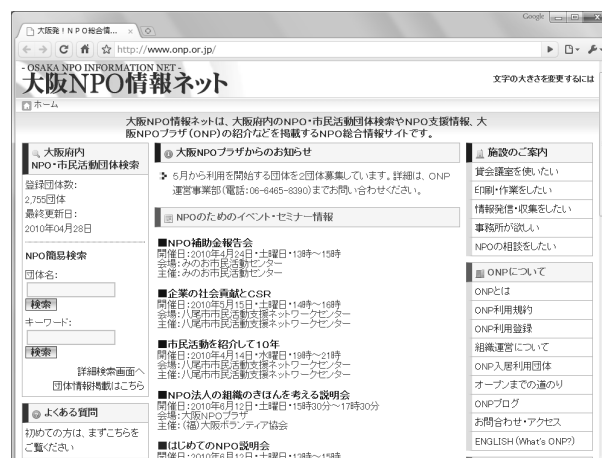 Google
大阪発！ＮＰＯ総合情...
http://www.onp.or.jp/
- OSAKA NPO INFORMATION NET -
大阪NPO情報ネット
文字の大きさを変更するには
ホーム
大阪NPO情報ネットは、大阪府内のNPO・市民活動団体検索やNPO支援情報、大
阪NPOプラザ（ONP）の紹介などを掲載するNPO総合情報サイトです。
大阪府内
NPO・市民活動団体検索
登録団体数:
2,755団体
最終更新日:
2010年04月28日
NPO簡易検索
団体名:
検索
キーワード:
検索
詳細検索画面へ
団体情報掲載はこちら
よくある質問
初めての方は、まずこちらを
ご覧ください
大阪NPOプラザからのお知らせ
5月から利用を開始する団体を2団体募集しています。詳細は、ONP
運営事業部(電話:06-6465-8390)までお問い合わせください。
NPOのためのイベント・セミナー情報
■NPO補助金報告会
開催日:2010年4月24日・土曜日・13時～15時
会場:みのお市民活動センター
主催:みのお市民活動センター
■企業の社会貢献とCSR
開催日:2010年5月15日・土曜日・14時～16時
会場:八尾市市民活動支援ネットワークセンター
主催:八尾市市民活動支援ネットワークセンター
■市民活動を紹介して10年
開催日:2010年4月14日・水曜日・19時～21時
会場:八尾市市民活動支援ネットワークセンター
主催:八尾市市民活動支援ネットワークセンター
■NPO法人の組織のきほんを考える説明会
開催日:2010年6月12日・土曜日・15時30分～17時30分
会場:大阪NPOプラザ
主催:(福)大阪ボランティア協会
■はじめてのNPO説明会
開催日:2010年6月12日・土曜日・13時～15時
施設のご案内
貸会議室を使いたい
印刷・作業をしたい
情報発信・収集をしたい
事務所が欲しい
NPOの相談をしたい
ONPについて
ONPとは
ONP利用規約
ONP利用登録
組織運営について
ONP入居利用団体
オープンまでの道のり
ONPブログ
お問合わせ・アクセス
ENGLISH (What's ONP?)